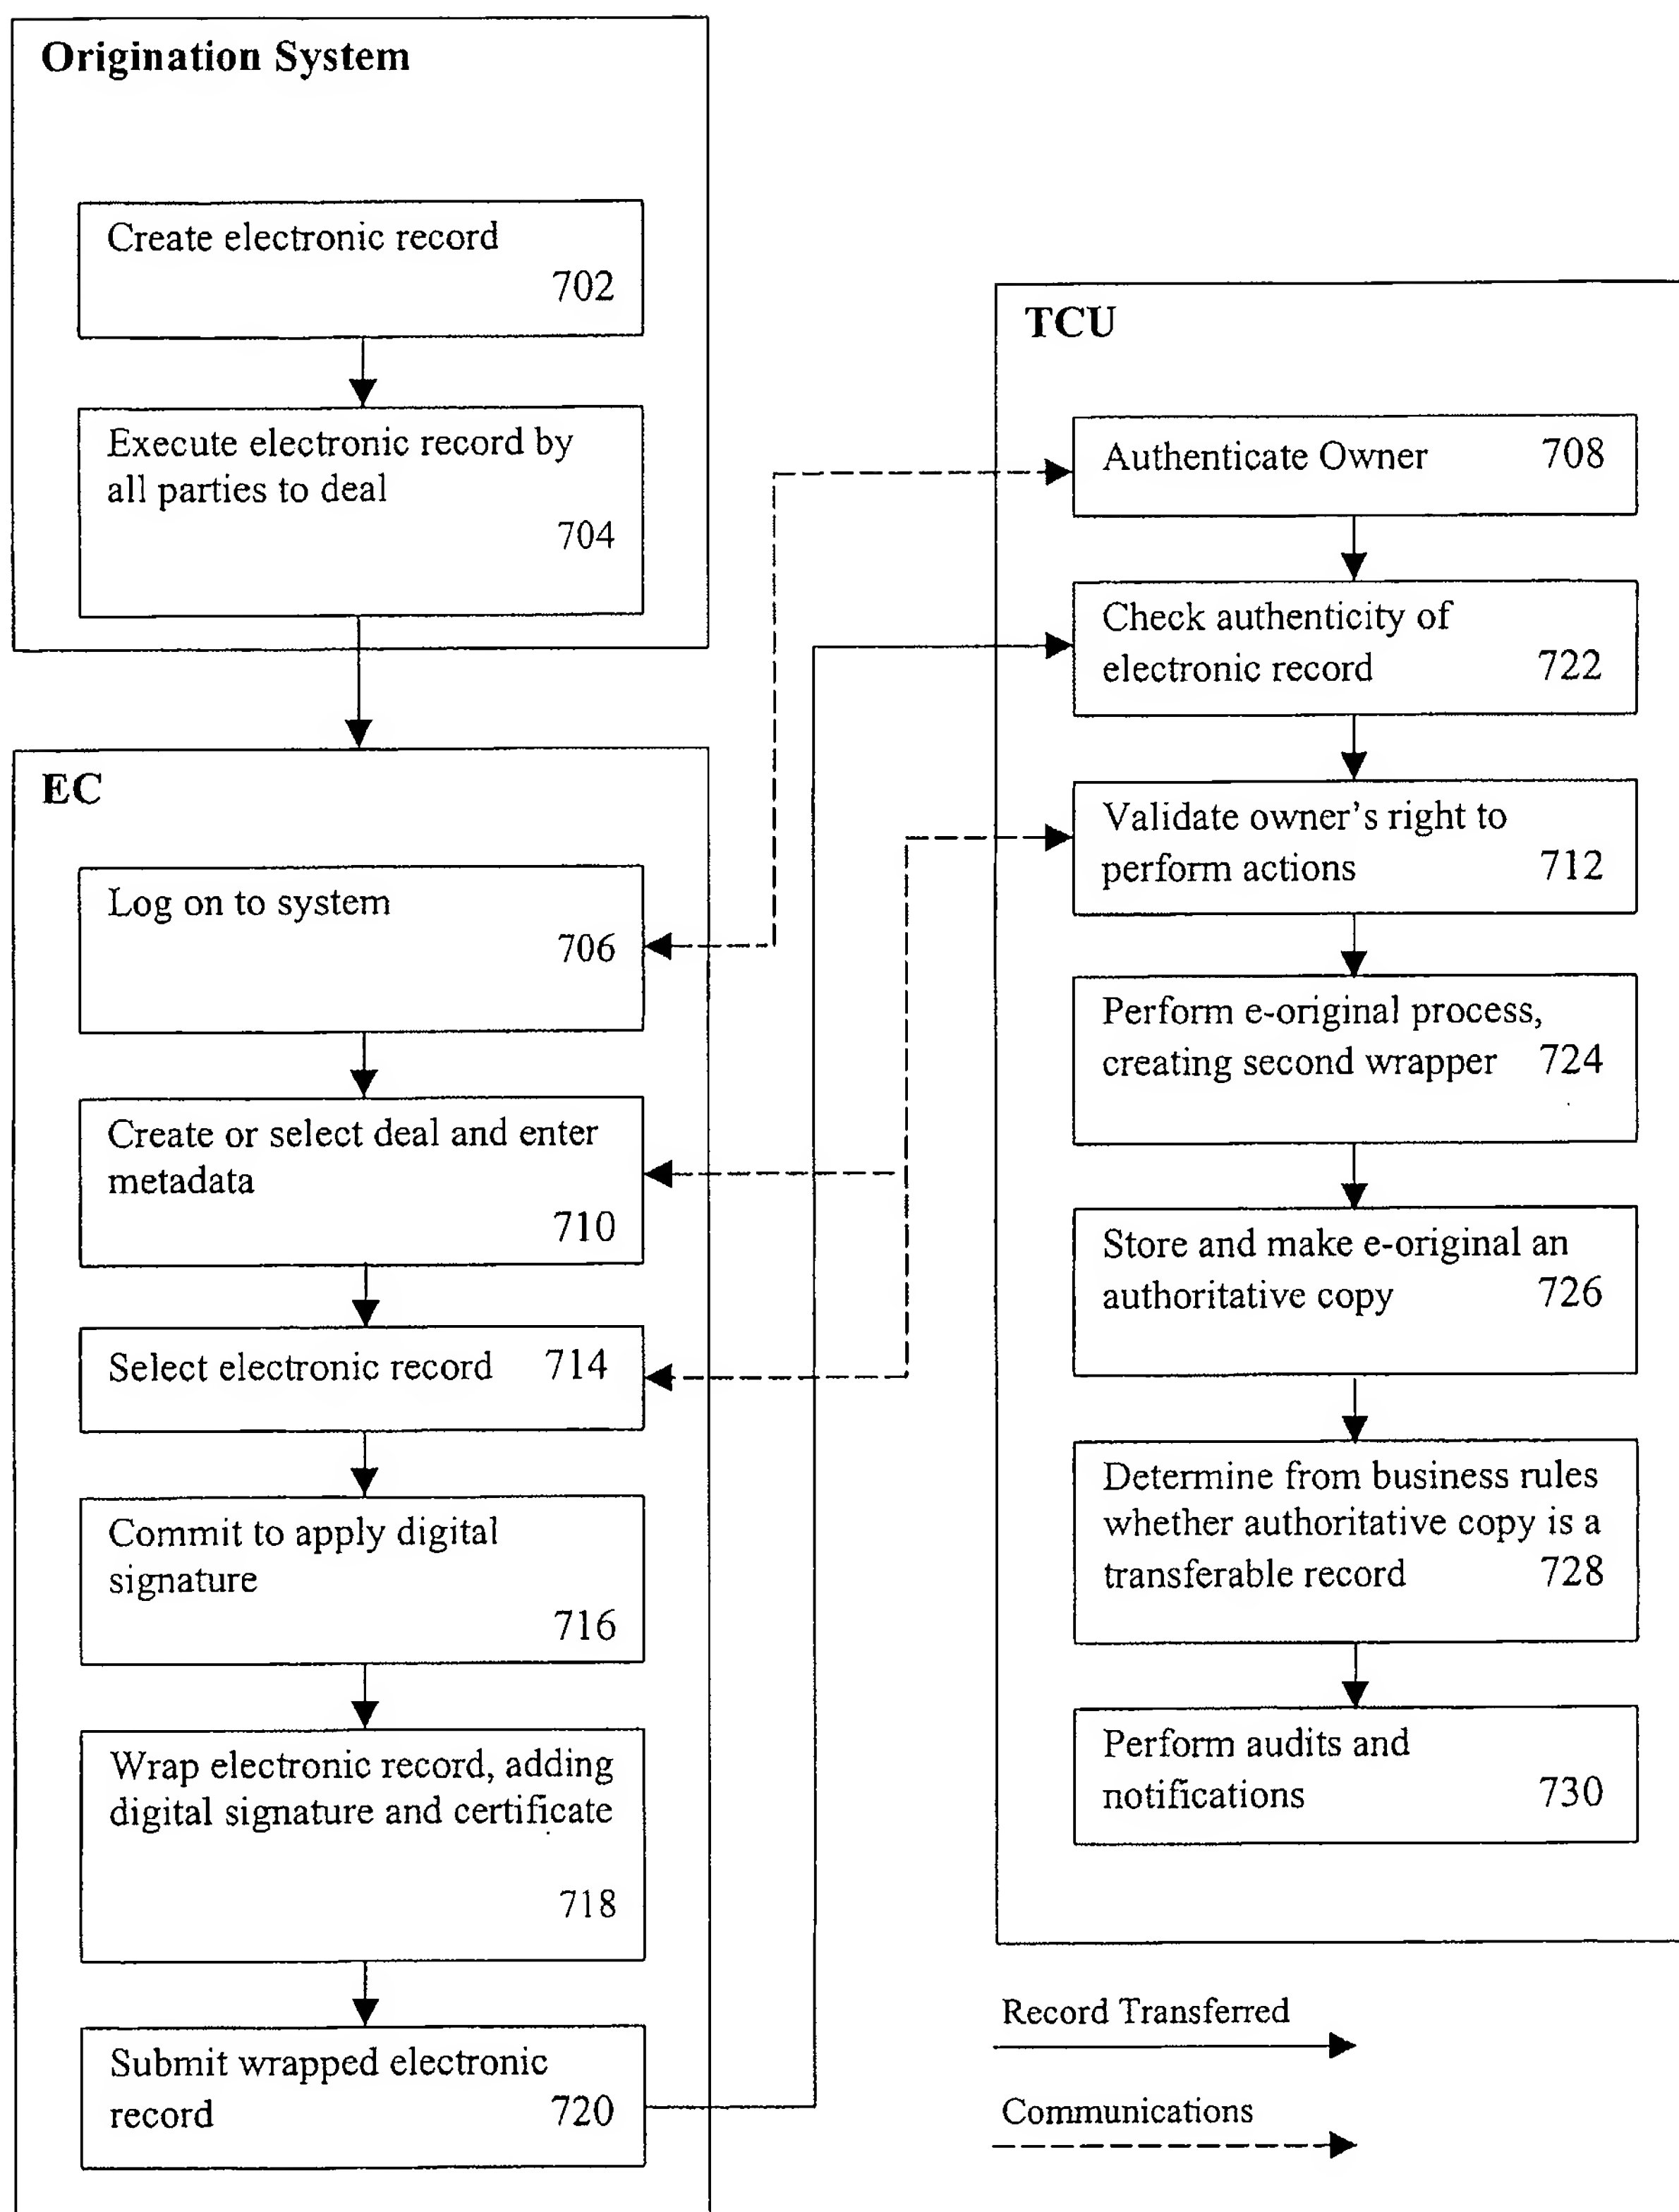 Origination System
Create electronic record
702
Execute electronic record by
all parties to deal
704
EC
Log on to system
706
Create or select deal and enter
metadata
710
Select electronic record 714
Commit to apply digital
signature
716
Wrap electronic record, adding
digital signature and certificate
718
Submit wrapped electronic
record 720
TCU
Authenticate Owner 708
Check authenticity of
electronic record 722
Validate owner's right to
perform actions 712
Perform e-original process,
creating second wrapper 724
Store and make e-original an
authoritative copy 726
Determine from business rules
whether authoritative copy is a
transferable record 728
Perform audits and
notifications 730
Record Transferred
Communications